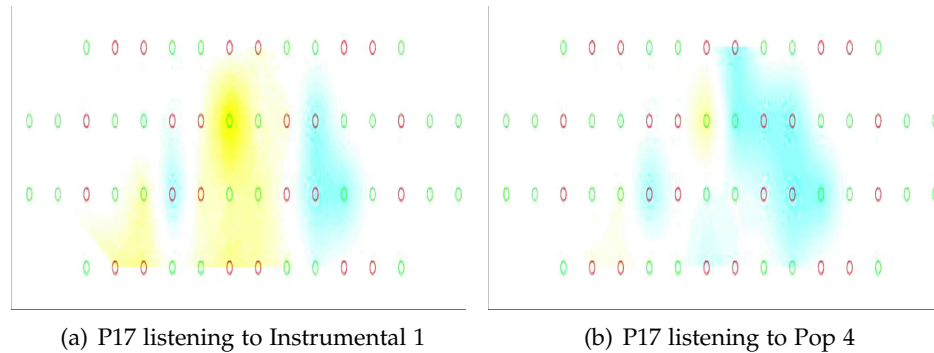 (a) P17 listening to Instrumental 1
(b) P17 listening to Pop 4